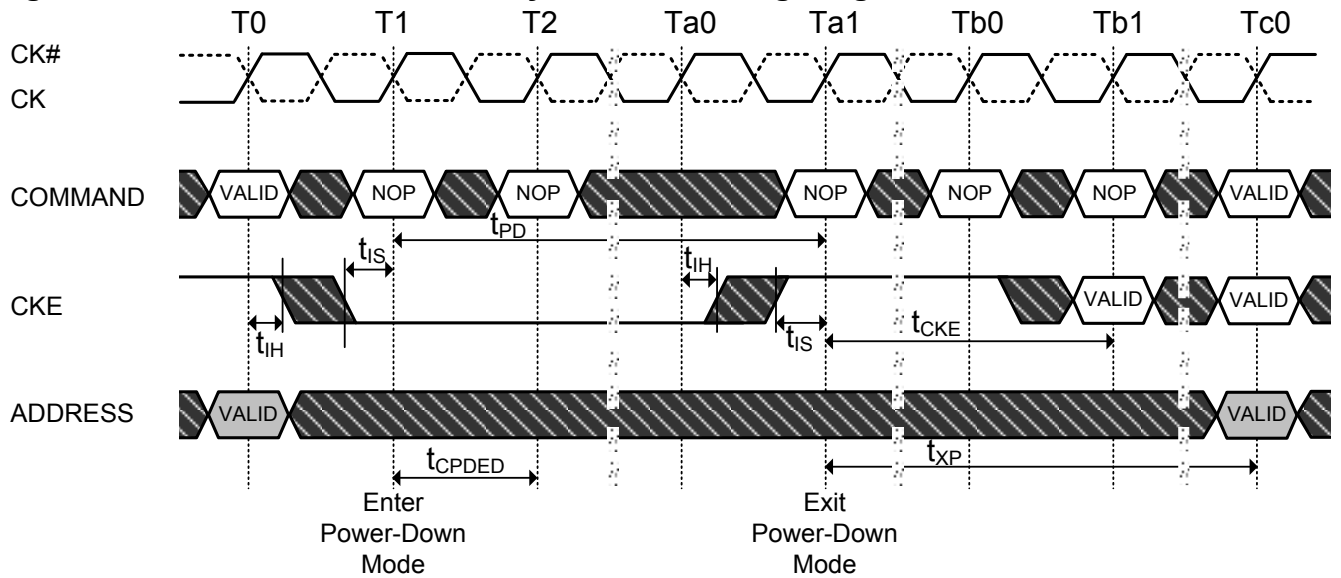 T0 T1 T2 Ta0 Ta1 Tb0 Tb1 Tc0
CK#
CK
COMMAND VALID NOP NOP NOP NOP NOP VALID
tPD
tIS tIH
CKE VALID VALID
tIH tIS tCKE
ADDRESS VALID VALID
tCPDED tXP
Enter Exit
Power-Down Power-Down
Mode Mode